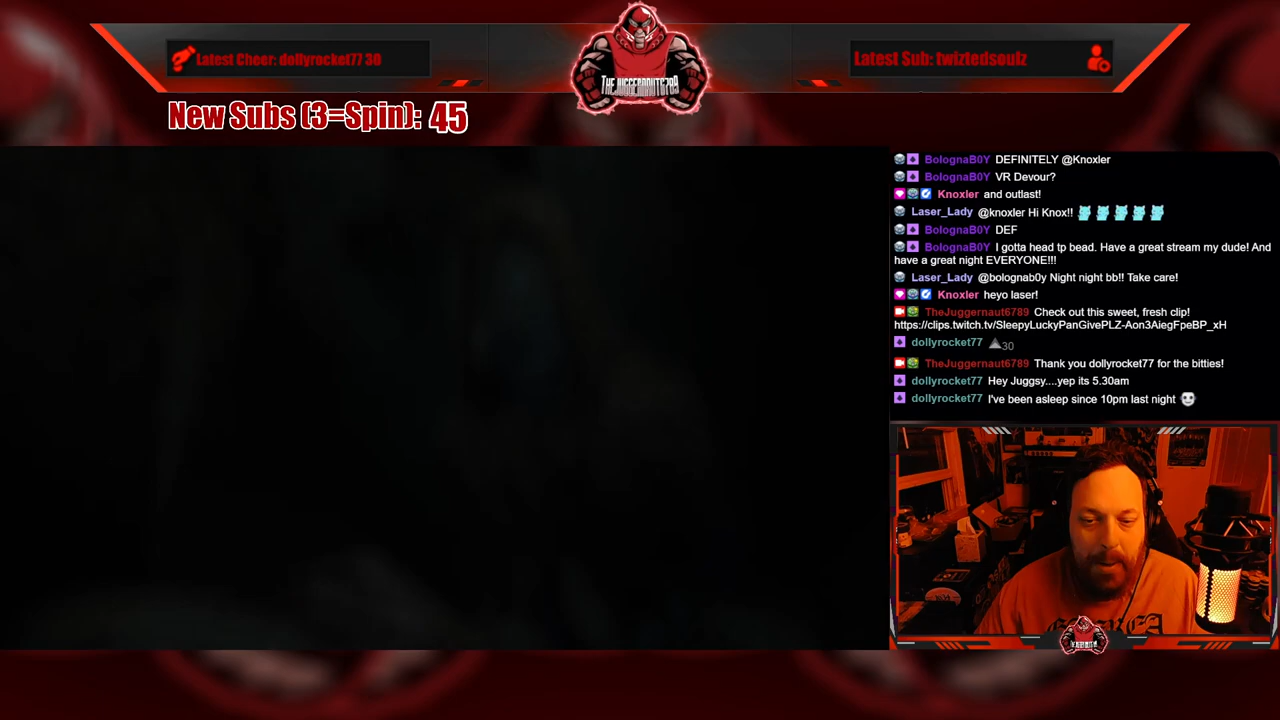 Latest Cheer: dollyrocket77 30
THEJUGGERNAUT6789
Latest Sub: twiztedsoulz
New Subs (3=Spin): 45
BolognaB0Y DEFINITELY @Knoxler
BolognaB0Y VR Devour?
Knoxler and outlast!
Laser_Lady @knoxler Hi Knox!!
BolognaB0Y DEF
BolognaB0Y I gotta head tp bead. Have a great stream my dude! And
have a great night EVERYONE!!!
Laser_Lady @bolognab0y Night night bb!! Take care!
Knoxler heyo laser!
TheJuggernaut6789 Check out this sweet, fresh clip!
https://clips.twitch.tv/SleepyLuckyPanGivePLZ-Aon3AiegFpeBP_xH
dollyrocket77 30
TheJuggernaut6789 Thank you dollyrocket77 for the bitties!
dollyrocket77 Hey Juggsy....yep its 5.30am
dollyrocket77 I've been asleep since 10pm last night